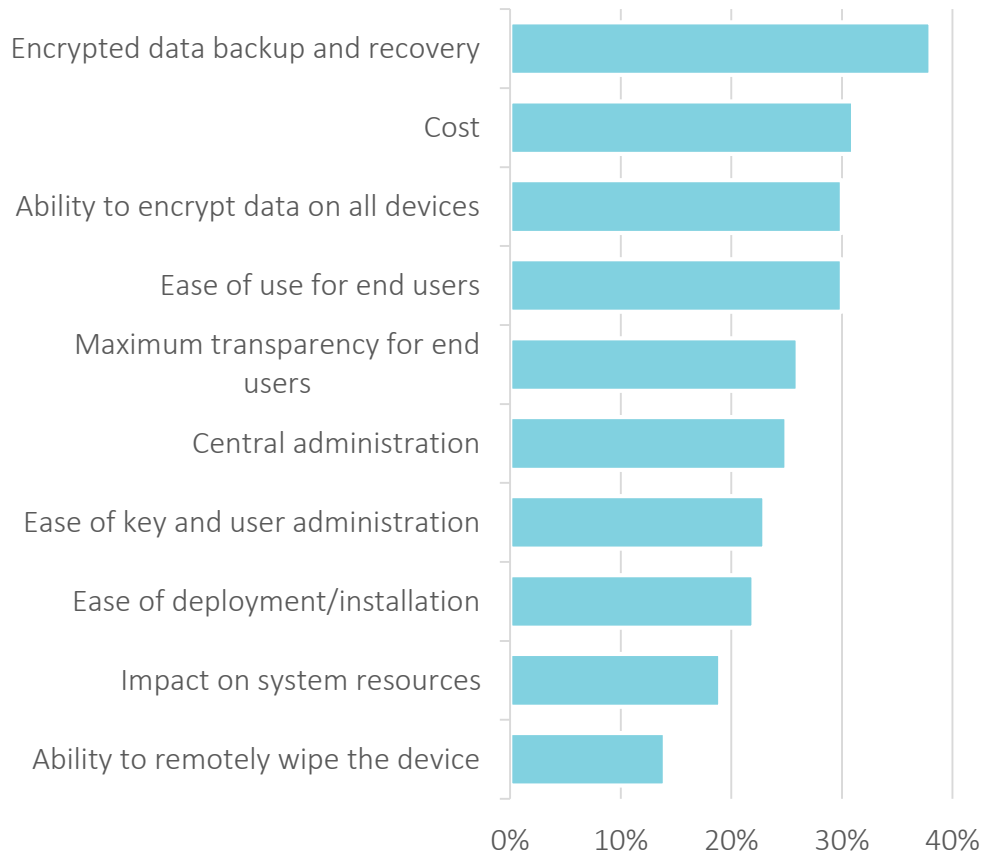 Encrypted data backup and recovery
Cost
Ability to encrypt data on all devices
Ease of use for end users
Maximum transparency for end
users
Central administration
Ease of key and user administration
Ease of deployment/installation
Impact on system resources
Ability to remotely wipe the device
0% 10% 20% 30% 40%